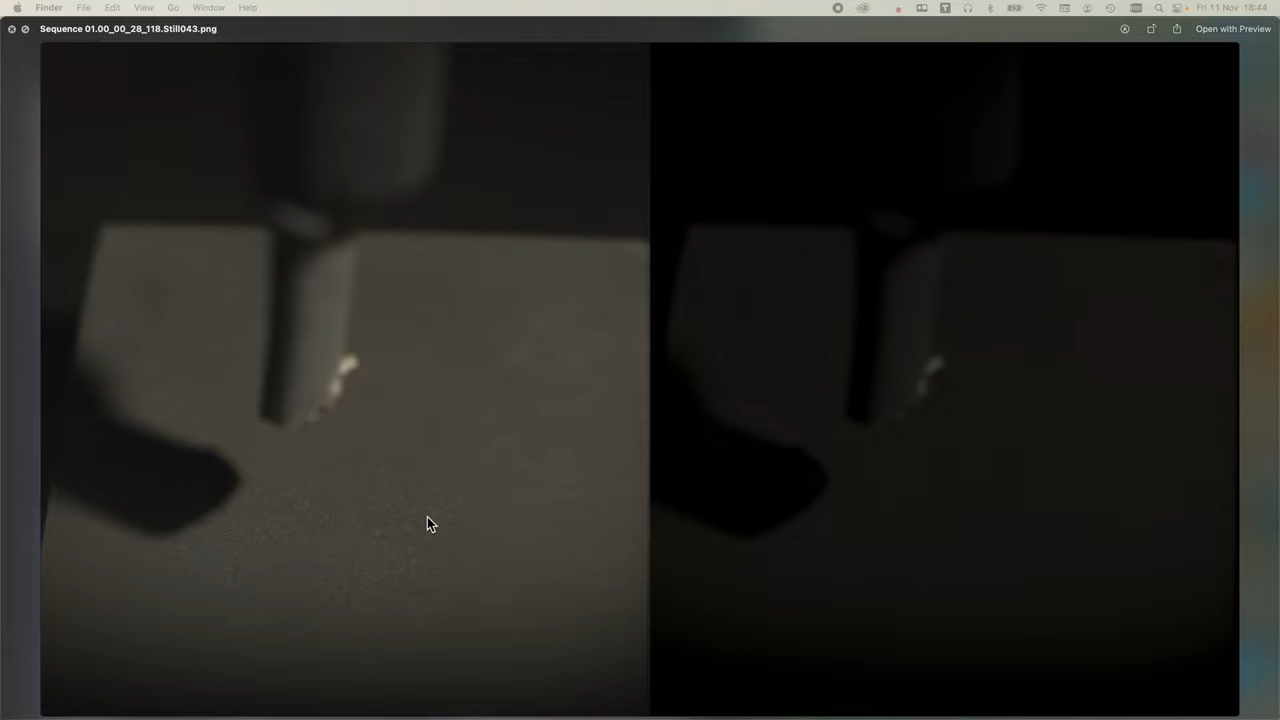 Finder File Edit View Go Window Help Fri 11 Nov 18:44
Sequence 01.00_00_28_118.Still043.png Open with Preview